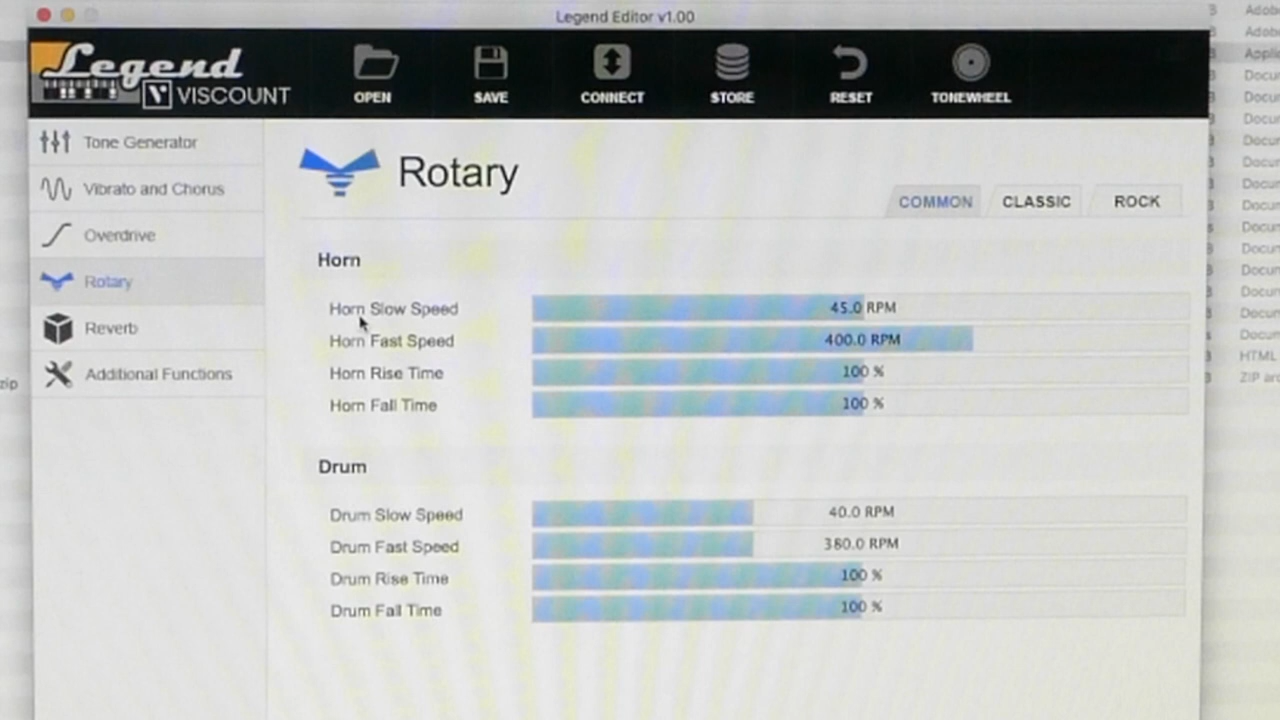 Legend Editor v1.00
Legend
VISCOUNT
OPEN
SAVE
CONNECT
STORE
RESET
TONEWHEEL
Tone Generator
Vibrato and Chorus
Overdrive
Rotary
Reverb
Additional Functions
Rotary
COMMON
CLASSIC
ROCK
Horn
Horn Slow Speed 45.0 RPM
Horn Fast Speed 400.0 RPM
Horn Rise Time 100 %
Horn Fall Time 100 %
Drum
Drum Slow Speed 40.0 RPM
Drum Fast Speed 380.0 RPM
Drum Rise Time 100 %
Drum Fall Time 100 %
zip
HTML